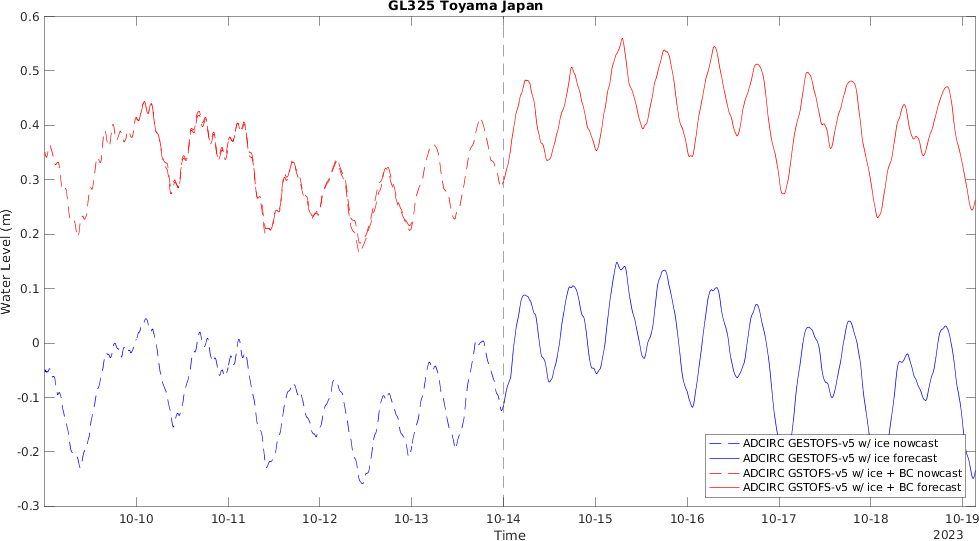 GL325 Toyama Japan
0.6
0.5
0.4
0.3
0.2
0.1
0
-0.1
-0.2
-0.3
Water Level (m)
ADCIRC GESTOFS-v5 w/ ice nowcast
ADCIRC GESTOFS-v5 w/ ice forecast
ADCIRC GSTOFS-v5 w/ ice + BC nowcast
ADCIRC GSTOFS-v5 w/ ice + BC forecast
10-10 10-11 10-12 10-13 10-14 10-15 10-16 10-17 10-18 10-19
Time
2023